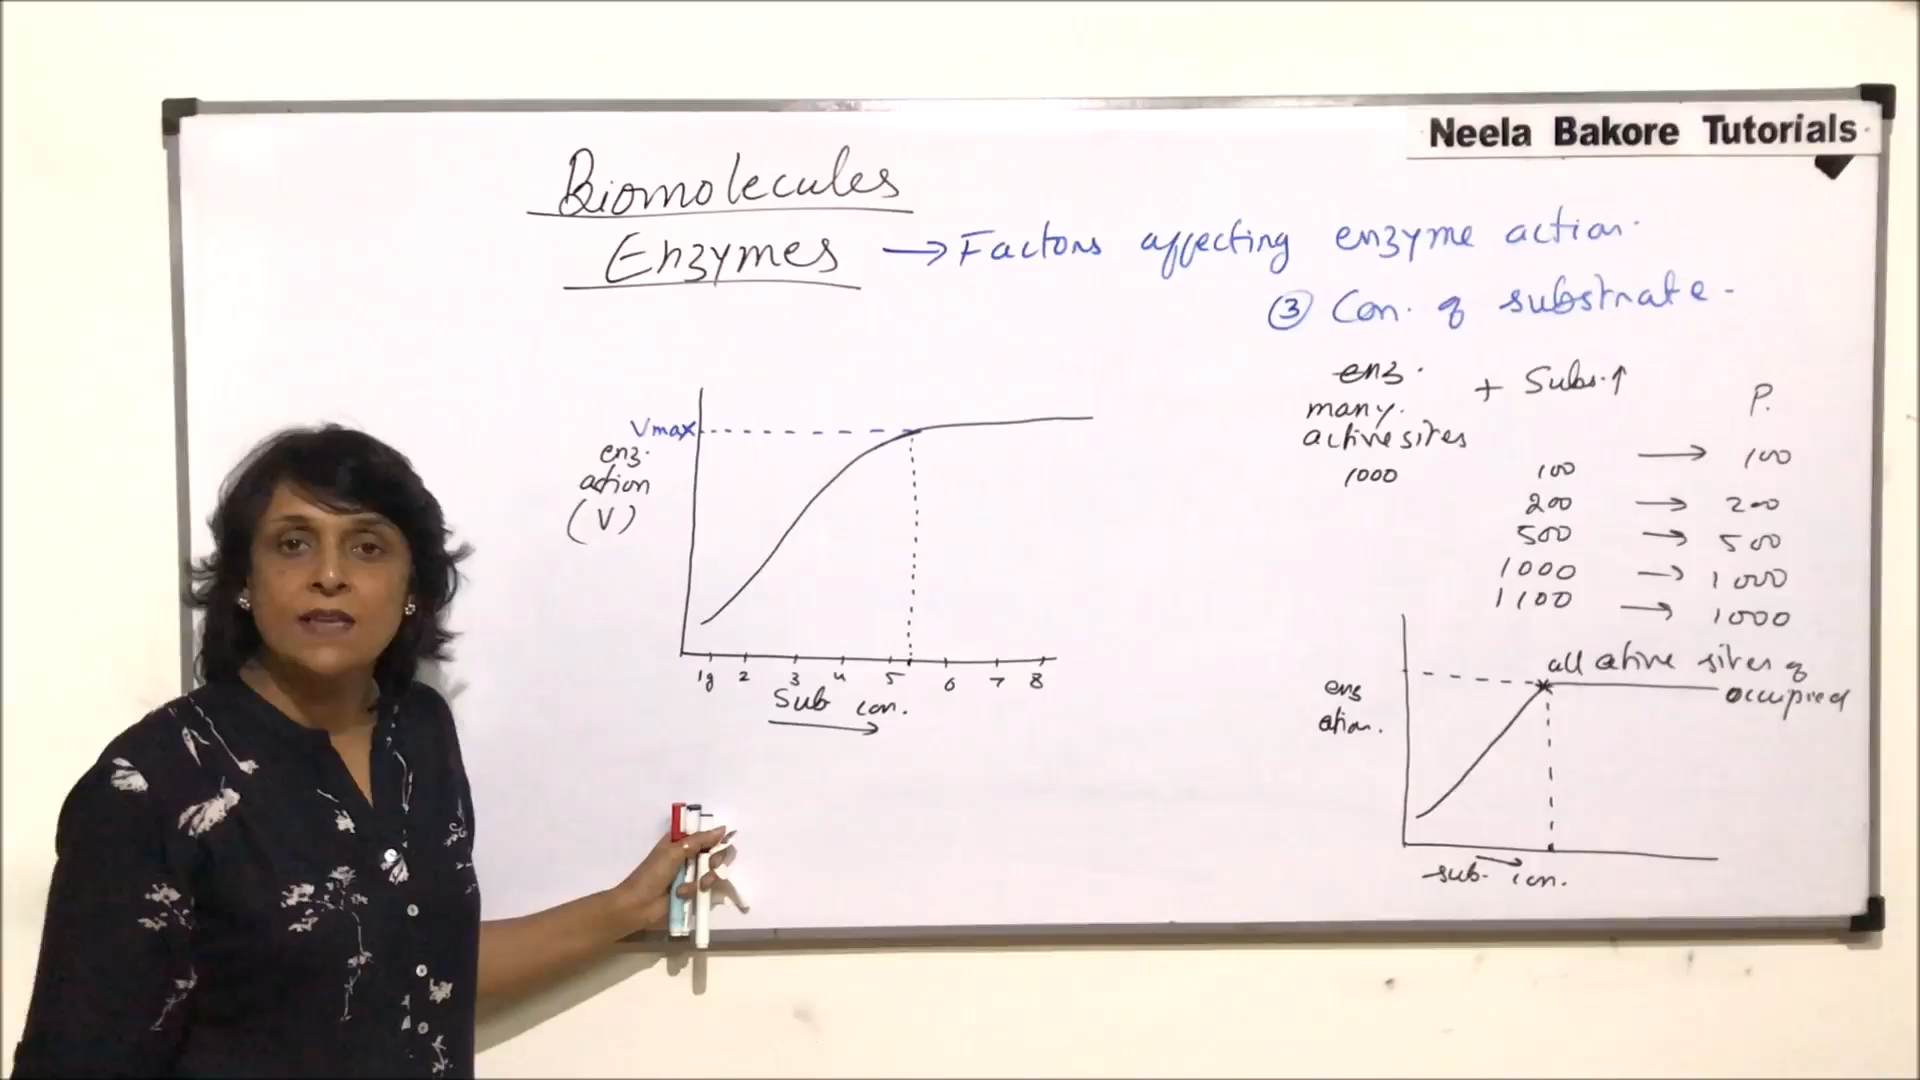 Neela Bakore Tutorials
Biomolecules
Enzymes → Factors affecting enzyme action.
③ Con. of substrate -
enz. + Subs.↑ P.
many.
active sites
1000
100 → 100
200 → 200
500 → 500
1000 → 1000
1100 → 1000
Vmax
enz.
action
(V)
1g 2 3 4 5 6 7 8
Sub con.
all ative sites of
occupied
enz
ation.
sub. con.